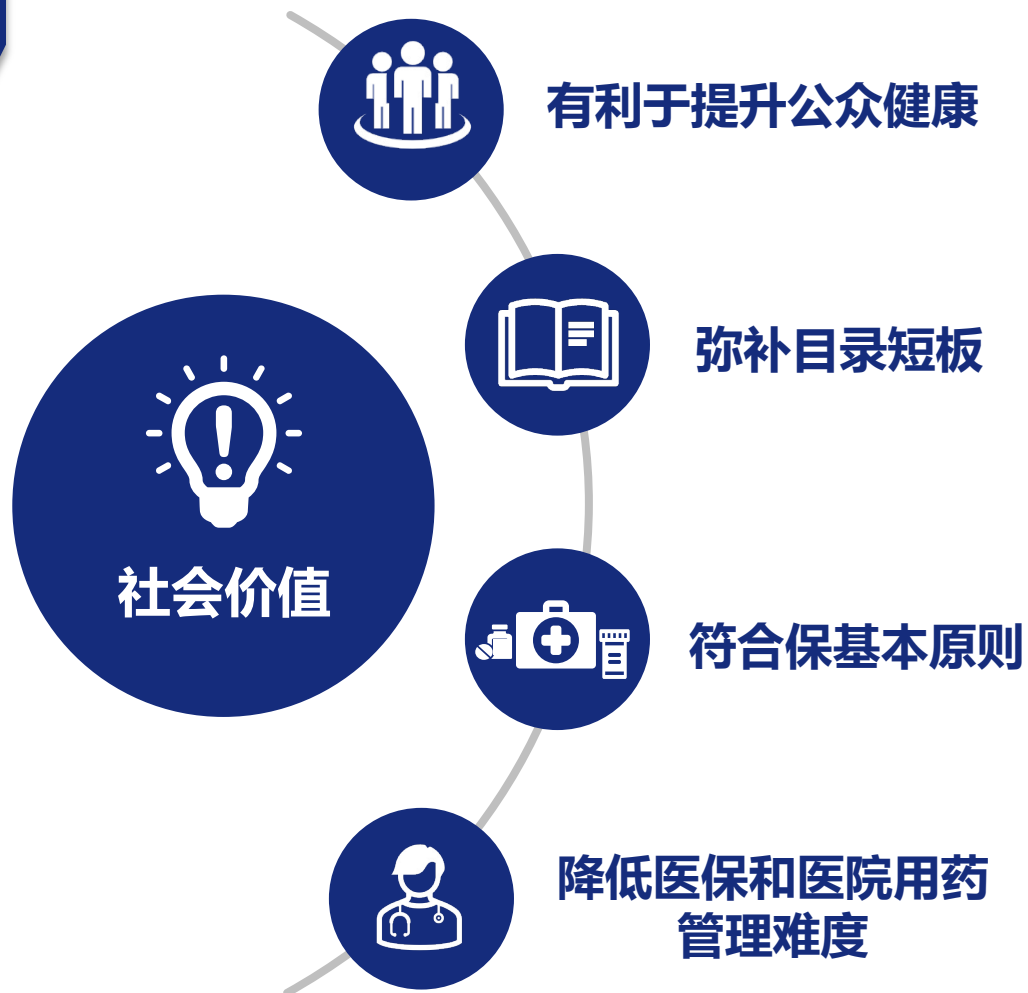 有利于提升公众健康
弥补目录短板
社会价值
符合保基本原则
降低医保和医院用药
管理难度